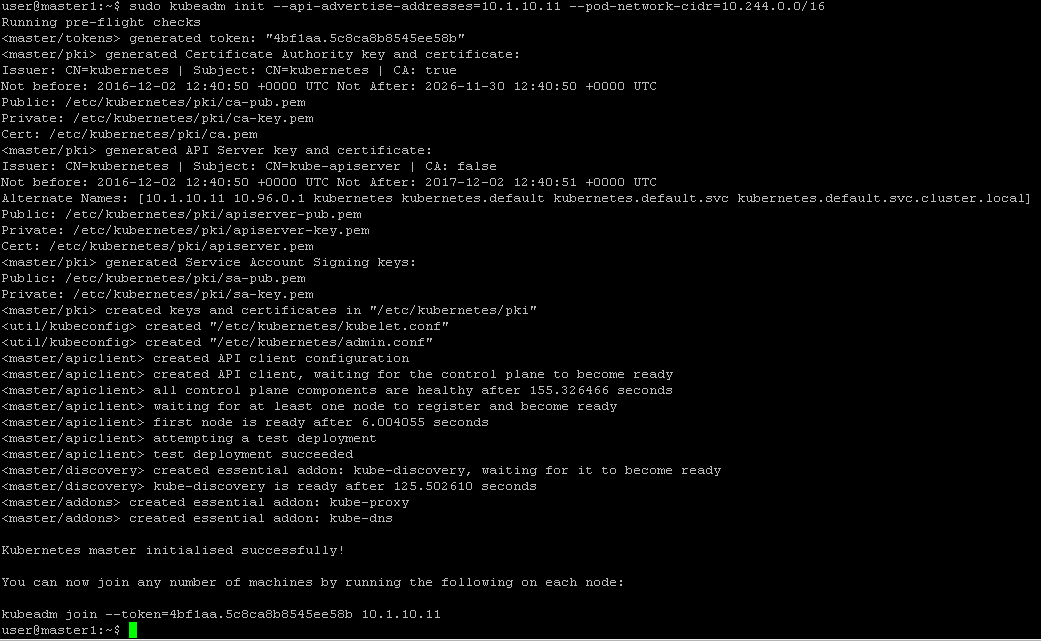 user@master1:~$ sudo kubeadm init --api-advertise-addresses=10.1.10.11 --pod-network-cidr=10.244.0.0/16
Running pre-flight checks
<master/tokens> generated token: "4bf1aa.5c8ca8b8545ee58b"
<master/pki> generated Certificate Authority key and certificate:
Issuer: CN=kubernetes | Subject: CN=kubernetes | CA: true
Not before: 2016-12-02 12:40:50 +0000 UTC Not After: 2026-11-30 12:40:50 +0000 UTC
Public: /etc/kubernetes/pki/ca-pub.pem
Private: /etc/kubernetes/pki/ca-key.pem
Cert: /etc/kubernetes/pki/ca.pem
<master/pki> generated API Server key and certificate:
Issuer: CN=kubernetes | Subject: CN=kube-apiserver | CA: false
Not before: 2016-12-02 12:40:50 +0000 UTC Not After: 2017-12-02 12:40:51 +0000 UTC
Alternate Names: [10.1.10.11 10.96.0.1 kubernetes kubernetes.default kubernetes.default.svc kubernetes.default.svc.cluster.local]
Public: /etc/kubernetes/pki/apiserver-pub.pem
Private: /etc/kubernetes/pki/apiserver-key.pem
Cert: /etc/kubernetes/pki/apiserver.pem
<master/pki> generated Service Account Signing keys:
Public: /etc/kubernetes/pki/sa-pub.pem
Private: /etc/kubernetes/pki/sa-key.pem
<master/pki> created keys and certificates in "/etc/kubernetes/pki"
<util/kubeconfig> created "/etc/kubernetes/kubelet.conf"
<util/kubeconfig> created "/etc/kubernetes/admin.conf"
<master/apiclient> created API client configuration
<master/apiclient> created API client, waiting for the control plane to become ready
<master/apiclient> all control plane components are healthy after 155.326466 seconds
<master/apiclient> waiting for at least one node to register and become ready
<master/apiclient> first node is ready after 6.004055 seconds
<master/apiclient> attempting a test deployment
<master/apiclient> test deployment succeeded
<master/discovery> created essential addon: kube-discovery, waiting for it to become ready
<master/discovery> kube-discovery is ready after 125.502610 seconds
<master/addons> created essential addon: kube-proxy
<master/addons> created essential addon: kube-dns
Kubernetes master initialised successfully!
You can now join any number of machines by running the following on each node:
kubeadm join --token=4bf1aa.5c8ca8b8545ee58b 10.1.10.11
user@master1:~$